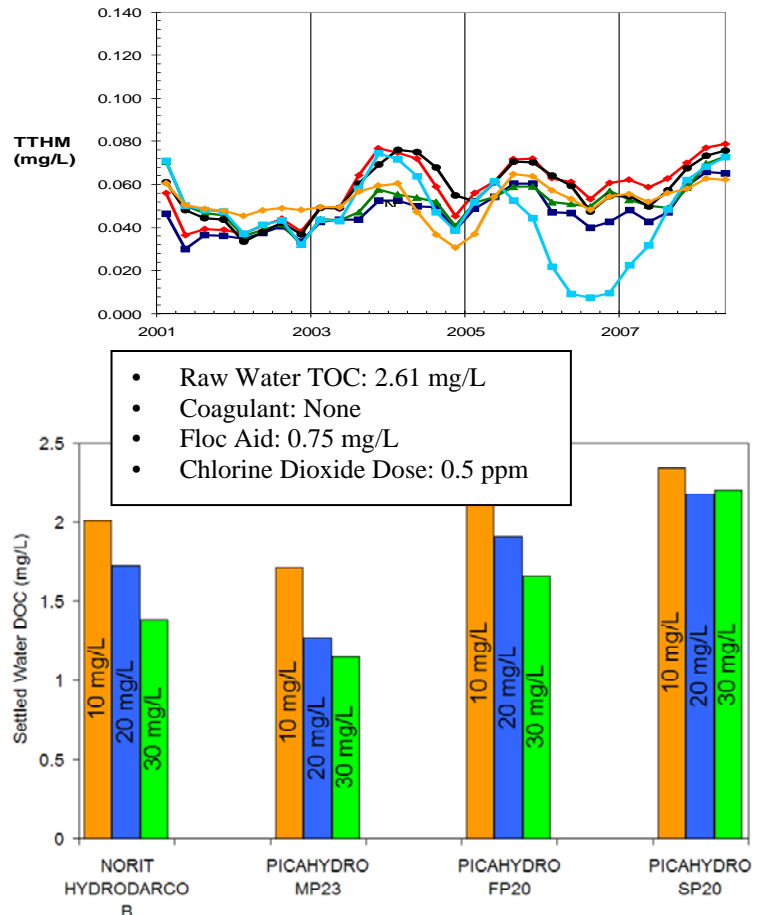 0.140
0.120
0.100
TTHM
(mg/L)
0.080
0.060
0.040
0.020
0.000
2001
2003
2005
2007
• Raw Water TOC: 2.61 mg/L
• Coagulant: None
• Floc Aid: 0.75 mg/L
• Chlorine Dioxide Dose: 0.5 ppm
Settled Water DOC (mg/L)
2.5
2
1.5
1
0.5
0
10 mg/L
20 mg/L
30 mg/L
10 mg/L
20 mg/L
30 mg/L
10 mg/L
20 mg/L
30 mg/L
10 mg/L
20 mg/L
30 mg/L
NORIT
HYDRODARCO
B
PICAHYDRO
MP23
PICAHYDRO
FP20
PICAHYDRO
SP20